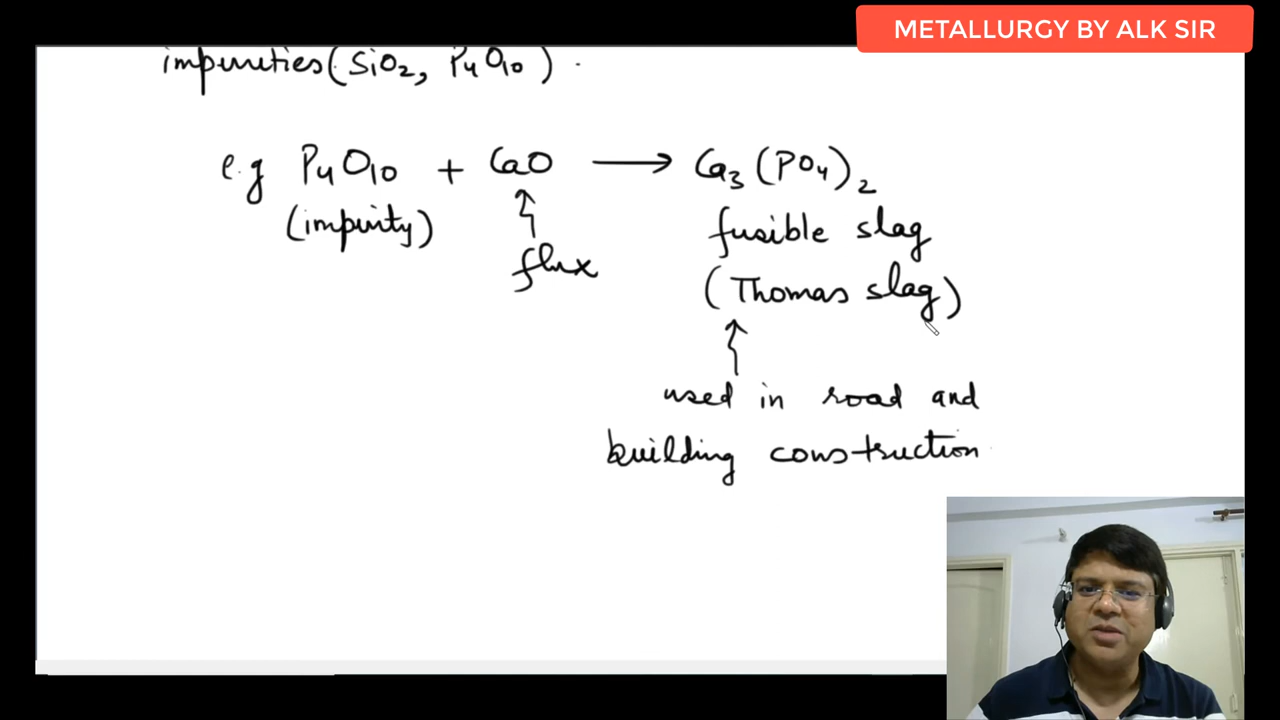 METALLURGY BY ALK SIR
impurities (SiO2, P4O10).
e.g P4O10 + CaO → Ca3(PO4)2
(impurity)
flux
fusible slag
(Thomas slag)
used in road and
building construction